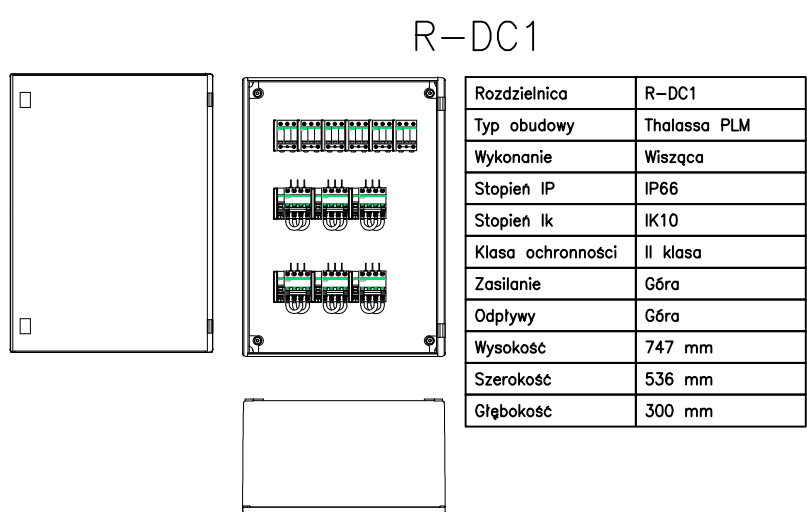 R-DC1
Rozdzielnica R-DC1
Typ obudowy Thalassa PLM
Wykonanie Wisząca
Stopień IP IP66
Stopień Ik IK10
Klasa ochronności II klasa
Zasilanie Góra
Odpływy Góra
Wysokość 747 mm
Szerokość 536 mm
Głębokość 300 mm